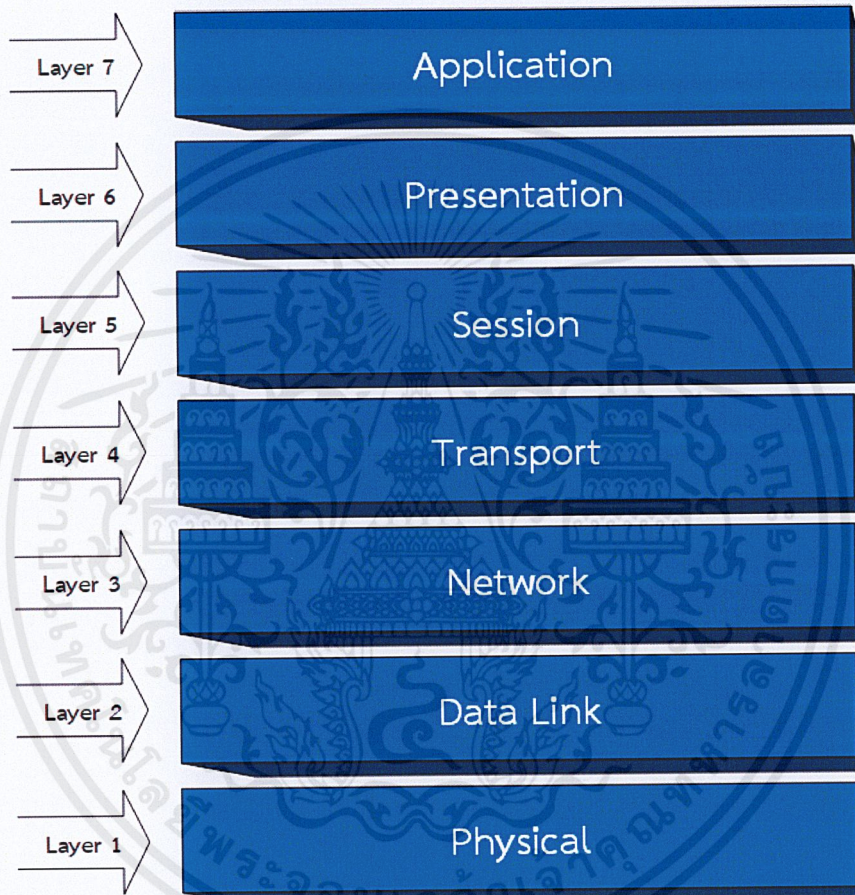 Layer 7 Application
Layer 6 Presentation
Layer 5 Session
Layer 4 Transport
Layer 3 Network
Layer 2 Data Link
Layer 1 Physical